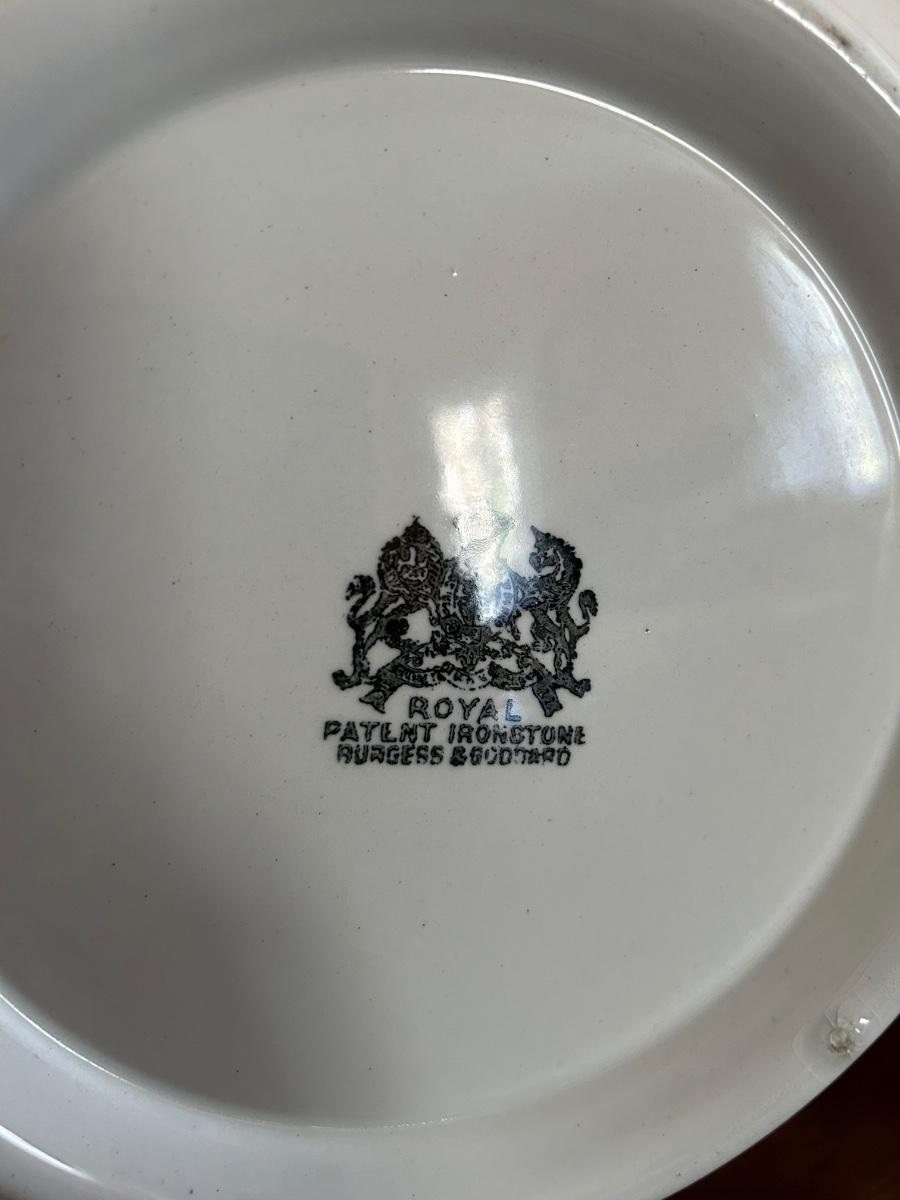 ROYAL
PATENT IRONSTONE
BURGESS & GODDARD